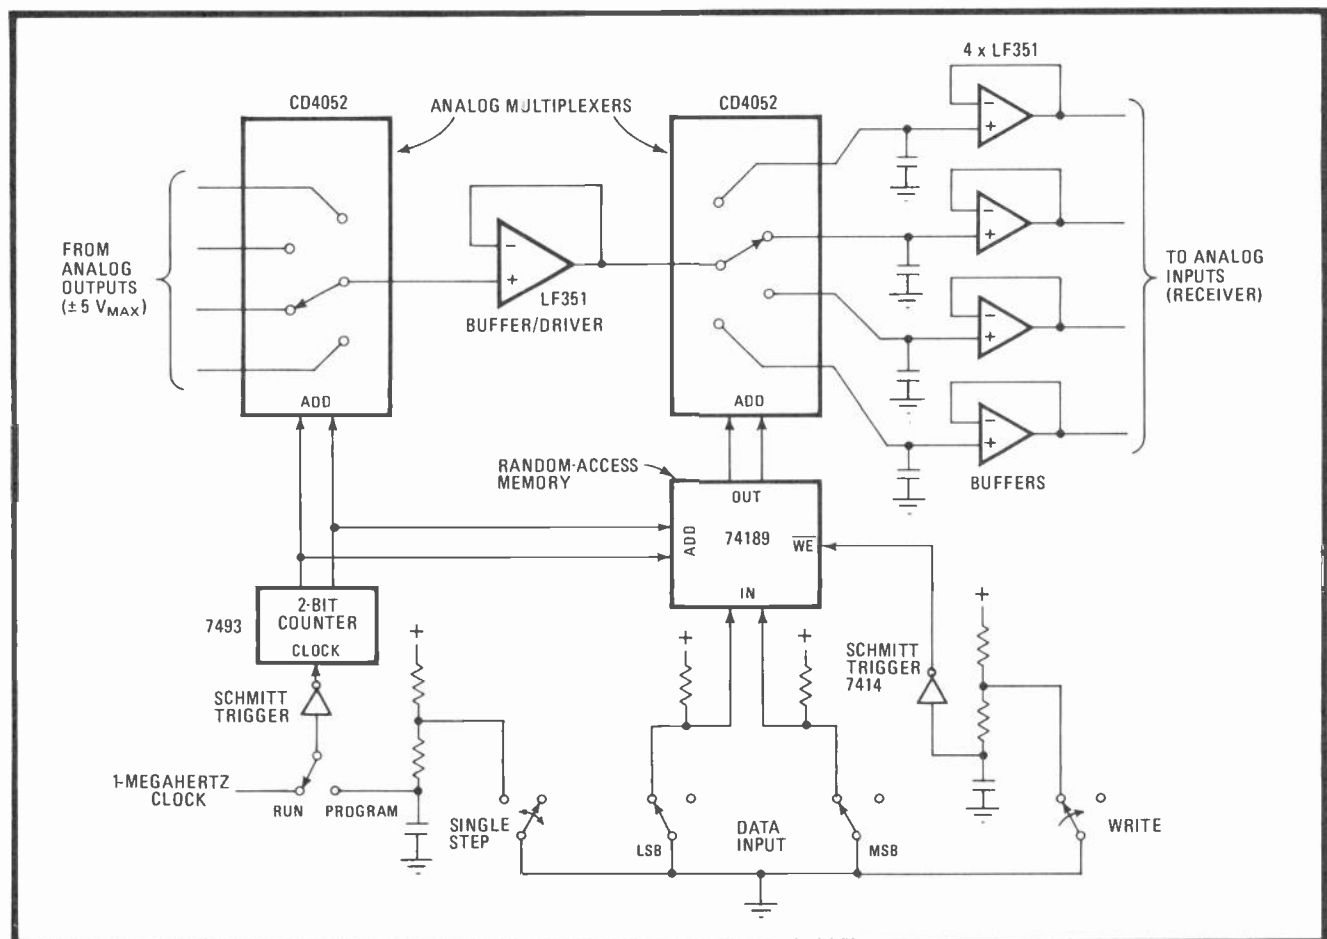 4 x LF351
CD4052
ANALOG MULTIPLEXERS
CD4052
FROM
ANALOG
OUTPUTS
(±5 VMAX)
−
+
LF351
BUFFER/DRIVER
−
+
−
+
−
+
−
+
TO ANALOG
INPUTS
(RECEIVER)
ADD
ADD
BUFFERS
RANDOM-ACCESS
MEMORY
OUT
ADD
74189
WE
IN
7493
2-BIT
COUNTER
CLOCK
+
+
+
+
SCHMITT
TRIGGER
SCHMITT
TRIGGER
7414
1-MEGAHERTZ
CLOCK
RUN
PROGRAM
SINGLE
STEP
LSB
DATA
INPUT
MSB
WRITE